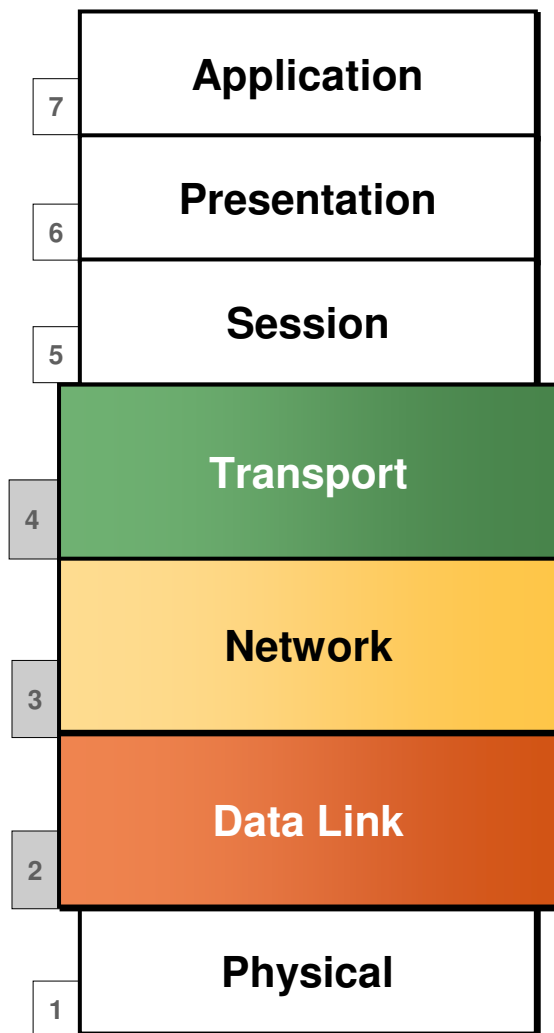 Application
7
Presentation
6
Session
5
Transport
4
Network
3
Data Link
2
Physical
1